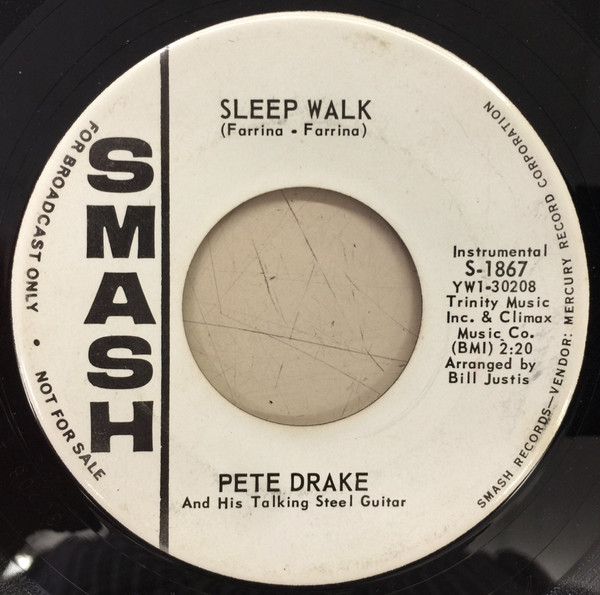 SLEEP WALK
(Farrina - Farrina)
SMASH
FOR BROADCAST ONLY • NOT FOR SALE
Instrumental
S-1867
YW1-30208
Trinity Music
Inc. & Climax
Music Co.
(BMI) 2:20
Arranged by
Bill Justis
SMASH RECORDS—VENDOR: MERCURY RECORD CORPORATION
PETE DRAKE
And His Talking Steel Guitar